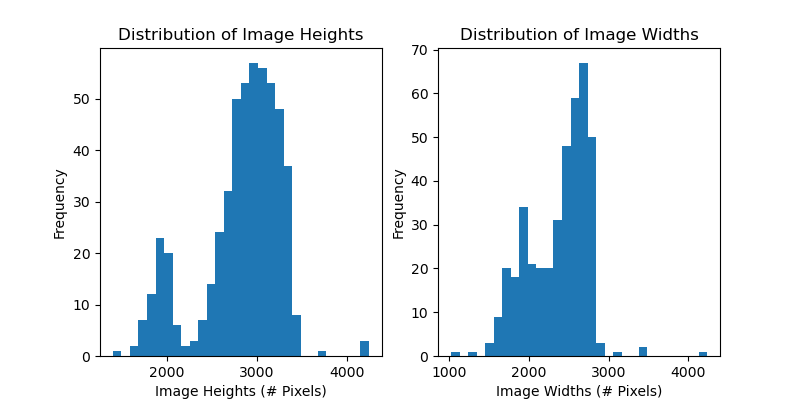 Distribution of Image Heights
Frequency
50
40
30
20
10
0
2000 3000 4000
Image Heights (# Pixels)
Distribution of Image Widths
Frequency
70
60
50
40
30
20
10
0
1000 2000 3000 4000
Image Widths (# Pixels)